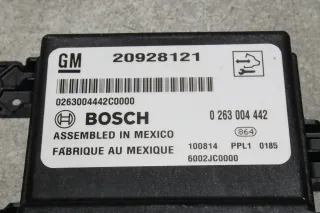 GM 20928121
0263004442C0000
BOSCH 0 263 004 442
ASSEMBLED IN MEXICO 864
FABRIQUE AU MEXIQUE 100814 PPL1 0185
6002JC0000